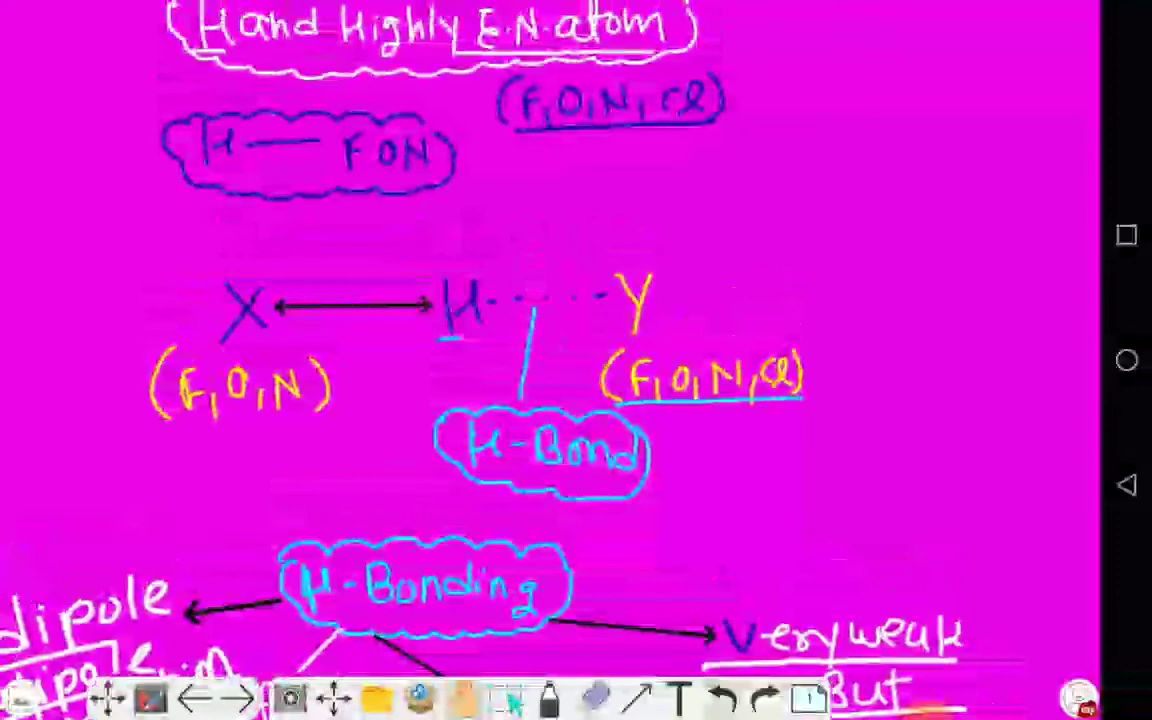 H and Highly E.N. atom
(F, O, N, Cl)
H — FON
X ↔ H ····· Y
(F, O, N)
(F, O, N, Cl)
H-Bond
H-Bonding
dipole
Very weak
But